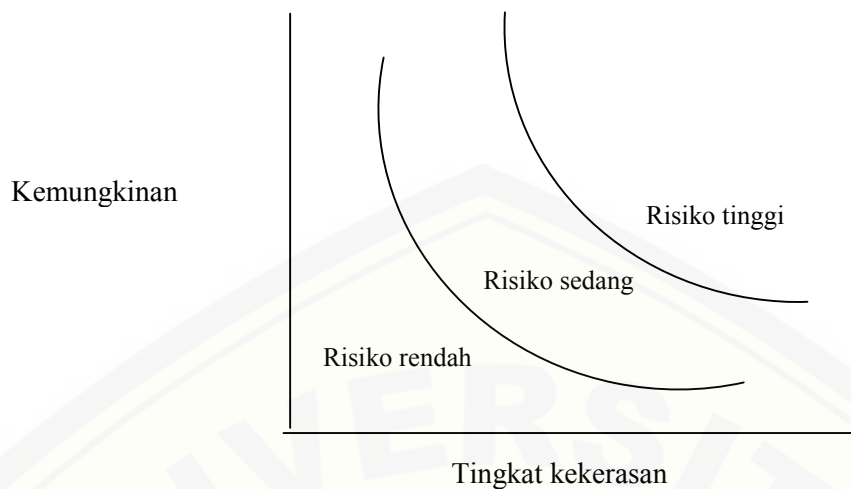 Kemungkinan
Risiko tinggi
Risiko sedang
Risiko rendah
Tingkat kekerasan